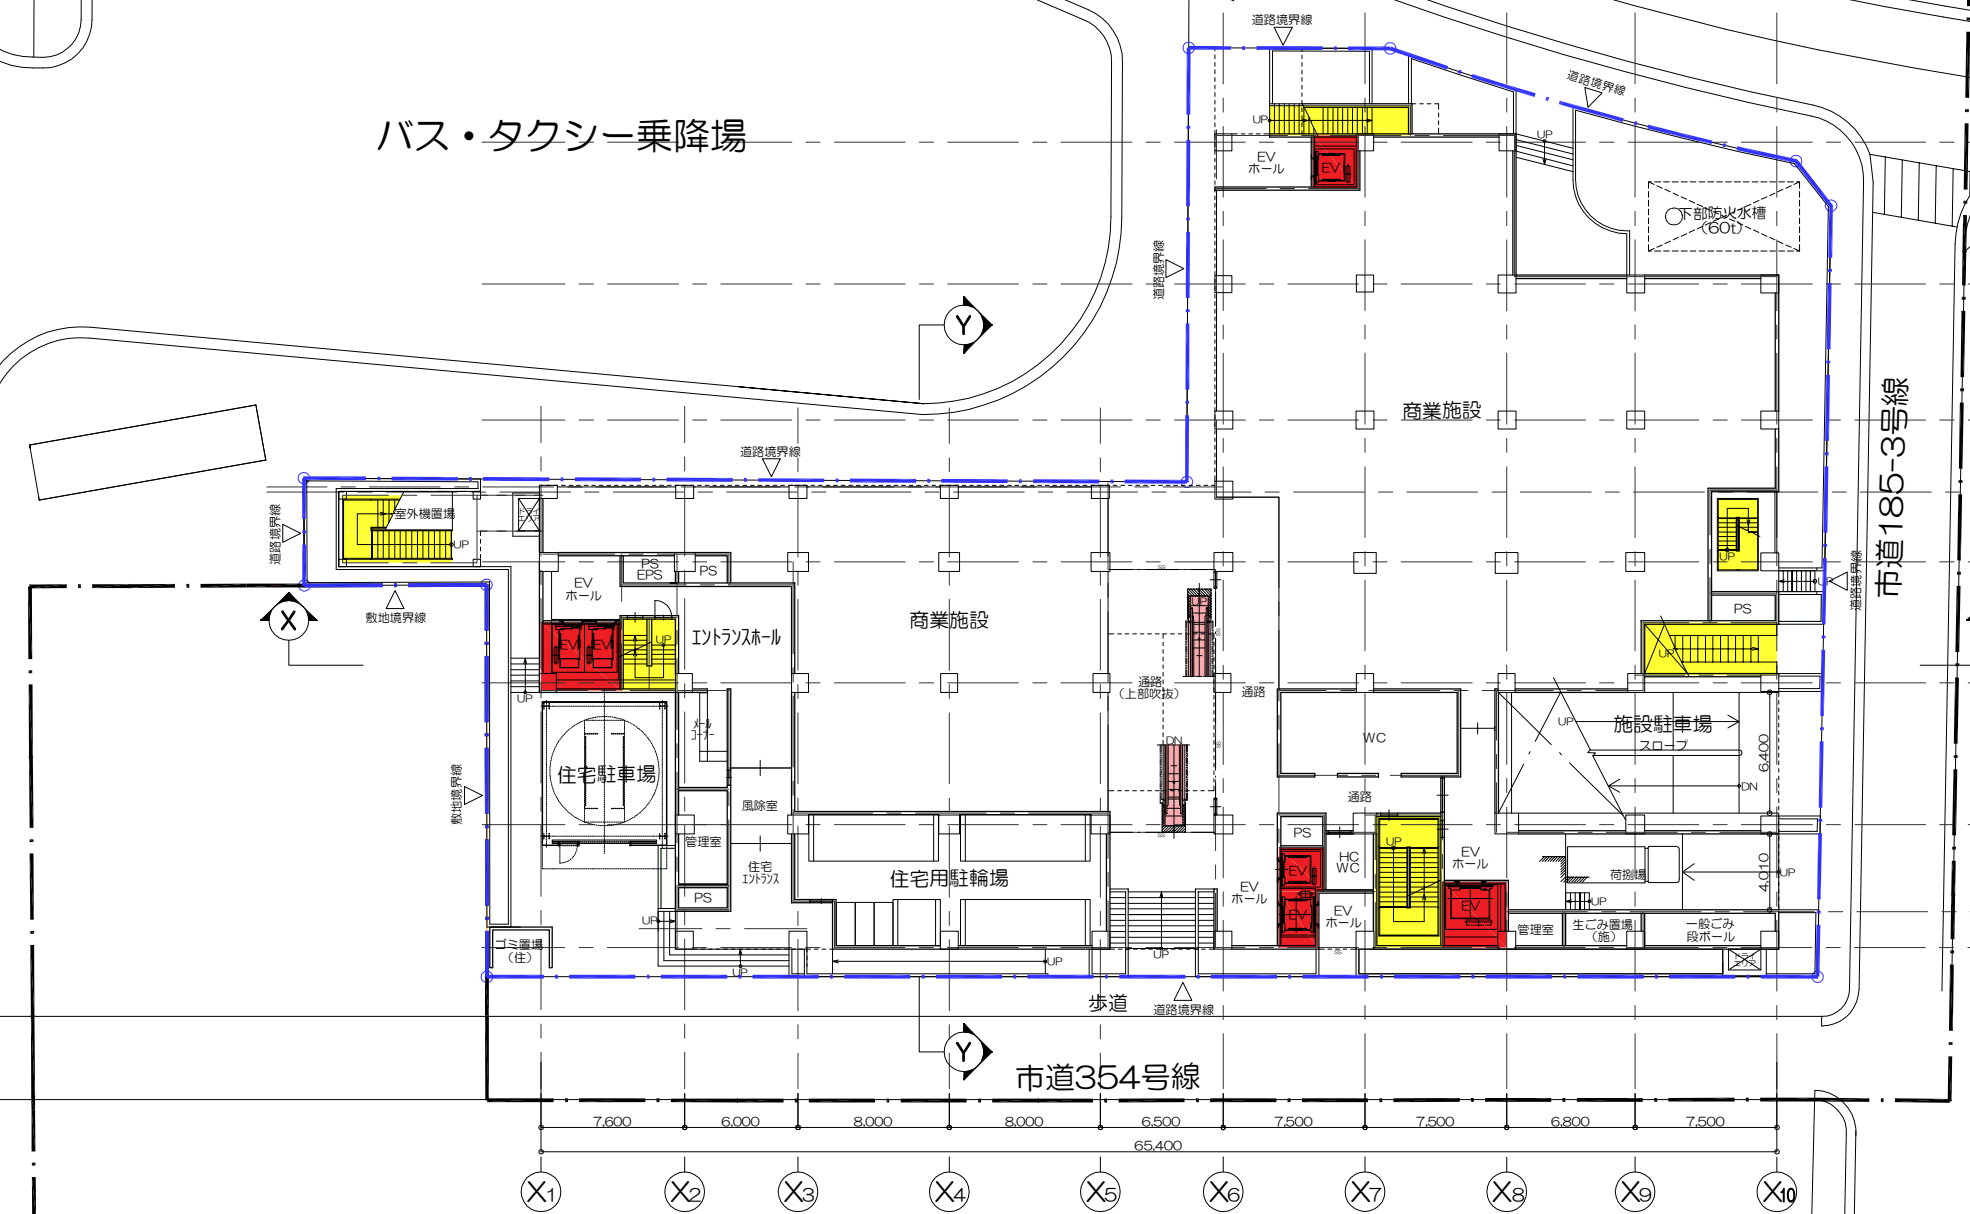 道路境界線
道路境界線
バス・タクシー乗降場
UP
UP
EV
ホール
EV
下部防火水槽
(60t)
道路境界線
Y
商業施設
市道185-3号線
道路境界線
道路境界線
室外機置場
UP
UP
PS
EPS
PS
EV
ホール
UP
UP
道路境界線
X
敷地境界線
PS
商業施設
エントランスホール
EV
EV
UP
UP
UP
通路
(上部吹抜)
通路
UP
メール
コーナー
UP
施設駐車場
スロープ
DN
WC
6,400
住宅駐車場
DN
敷地境界線
風除室
通路
管理室
PS
UP
HC
WC
EV
ホール
住宅
エントランス
住宅用駐輪場
EV
荷捌場
4,010
UP
PS
EV
ホール
EV
EV
ホール
EV
UP
UP
管理室
生ごみ置場
(施)
一般ごみ
段ボール
ゴミ置場
(住)
UP
UP
UP
歩道
道路境界線
Y
市道354号線
7,600
6,000
8,000
8,000
6,500
7,500
7,500
6,800
7,500
65,400
X1
X2
X3
X4
X5
X6
X7
X8
X9
X10